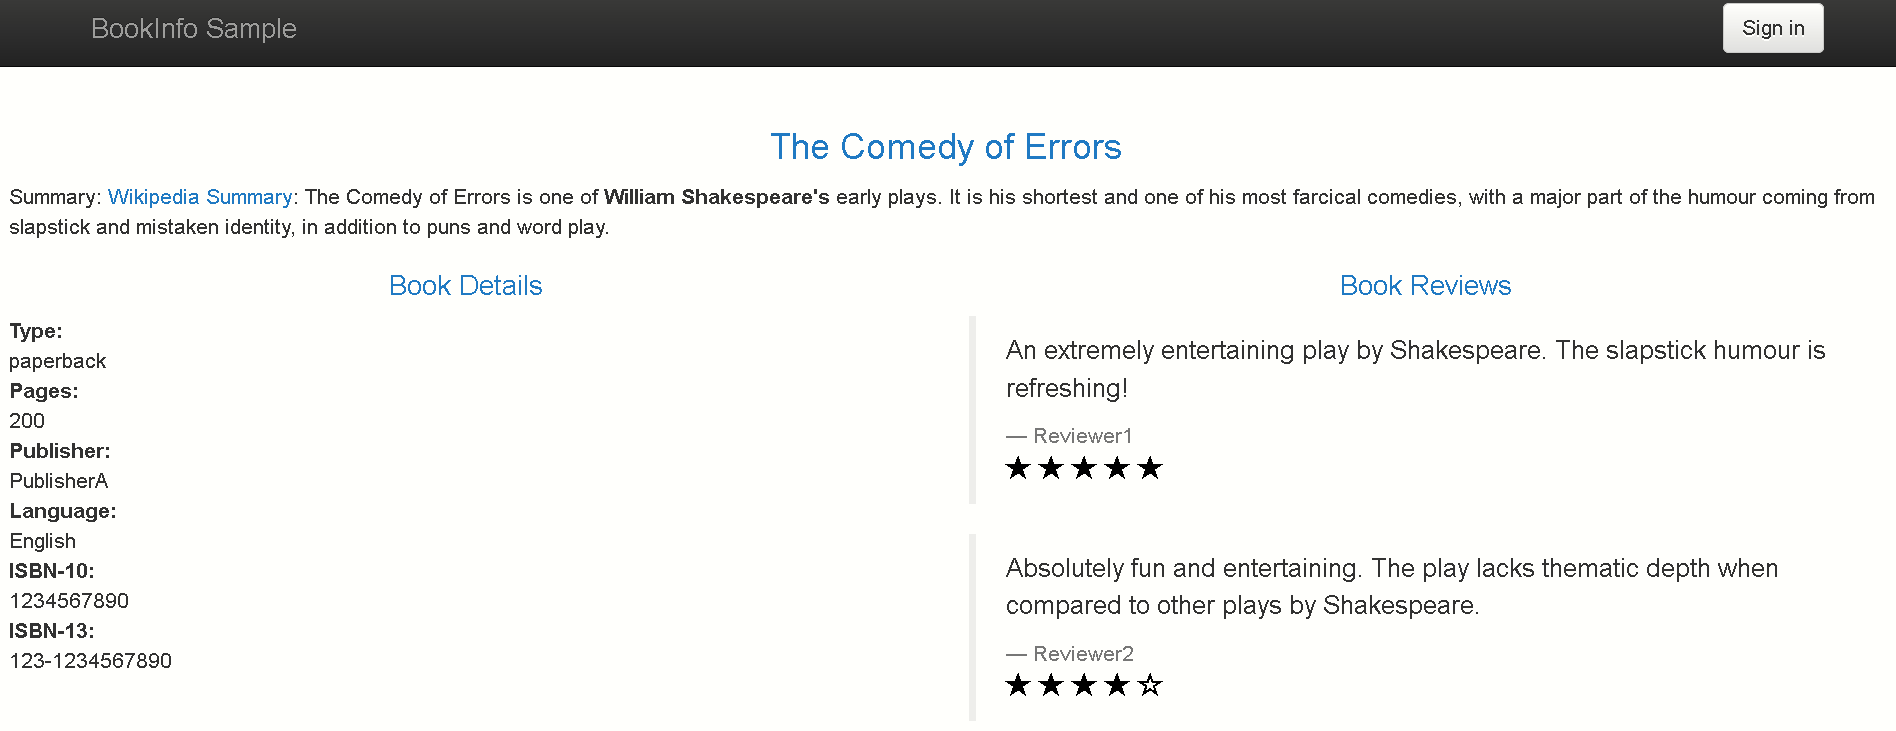 BookInfo Sample
Sign in
The Comedy of Errors
Summary: Wikipedia Summary: The Comedy of Errors is one of William Shakespeare's early plays. It is his shortest and one of his most farcical comedies, with a major part of the humour coming from
slapstick and mistaken identity, in addition to puns and word play.
Book Details
Type:
paperback
Pages:
200
Publisher:
PublisherA
Language:
English
ISBN-10:
1234567890
ISBN-13:
123-1234567890
Book Reviews
An extremely entertaining play by Shakespeare. The slapstick humour is
refreshing!
— Reviewer1
★ ★ ★ ★ ★
Absolutely fun and entertaining. The play lacks thematic depth when
compared to other plays by Shakespeare.
— Reviewer2
★ ★ ★ ★ ☆